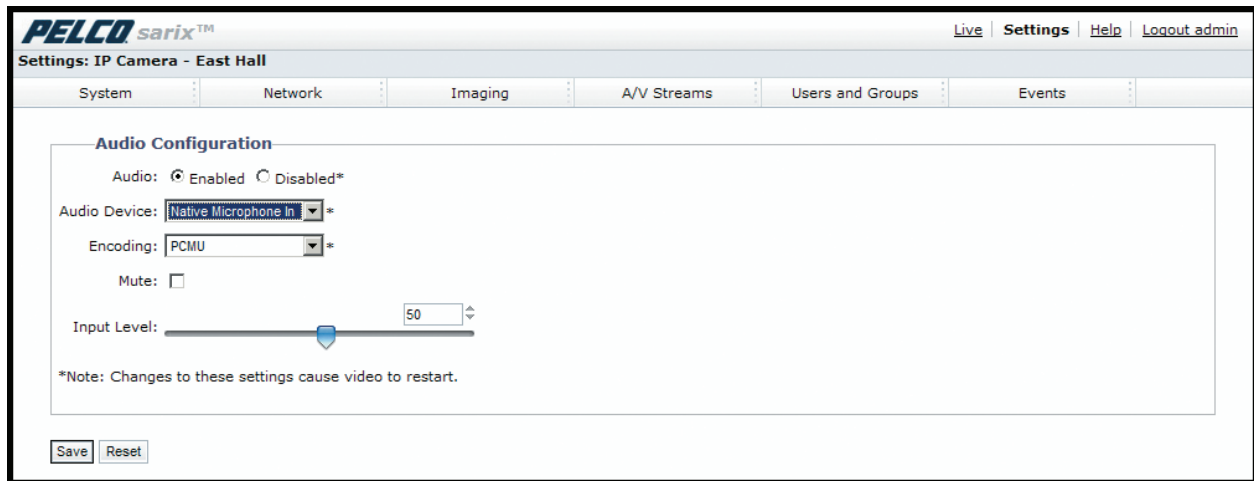 PELCO sarix™
Live | Settings | Help | Logout admin
Settings: IP Camera - East Hall
System Network Imaging A/V Streams Users and Groups Events
Audio Configuration
Audio: Enabled Disabled*
Audio Device: Native Microphone In *
Encoding: PCMU *
Mute:
50
Input Level:
*Note: Changes to these settings cause video to restart.
Save Reset